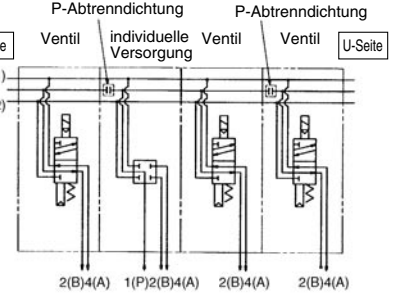 P-Abtrenndichtung
P-Abtrenndichtung
Ventil
individuelle
Versorgung
Ventil
Ventil
U-Seite
2(B)4(A)
1(P)2(B)4(A)
2(B)4(A)
2(B)4(A)